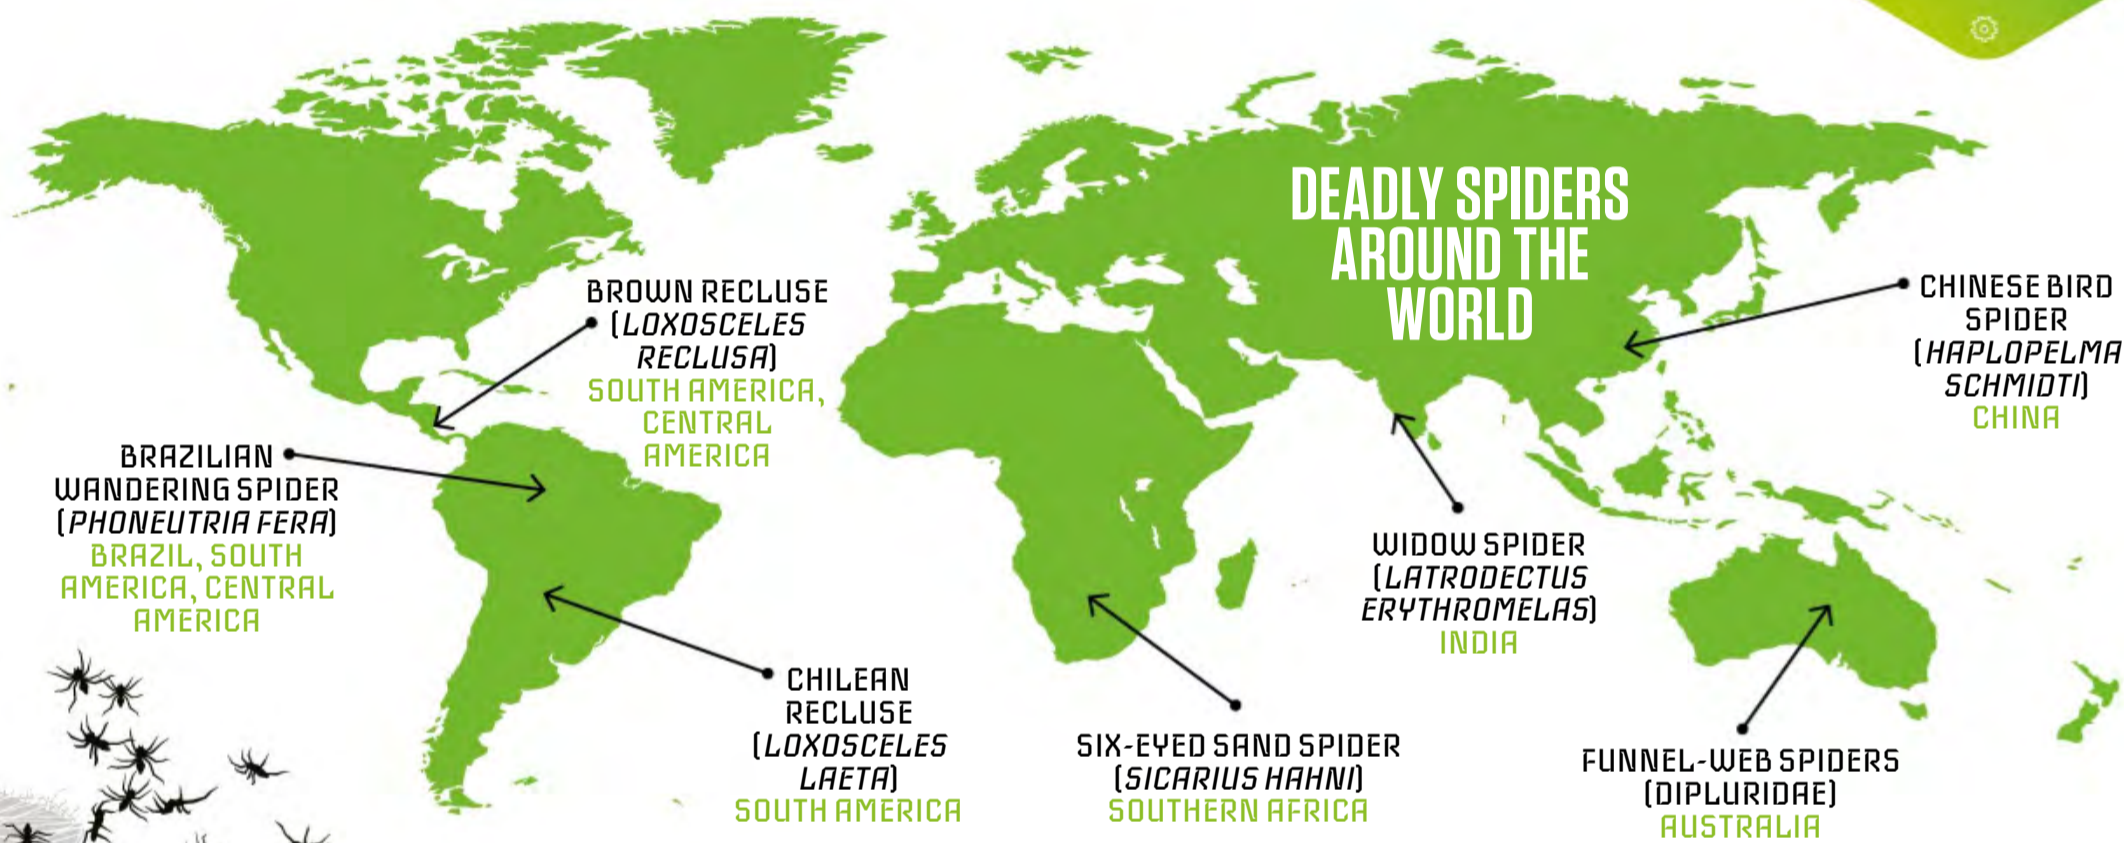 DEADLY SPIDERS
AROUND THE
WORLD
BROWN RECLUSE
(LOXOSCELES
RECLUSA)
SOUTH AMERICA,
CENTRAL
AMERICA
CHINESE BIRD
SPIDER
(HAPLOPELMA
SCHMIDTI)
CHINA
BRAZILIAN
WANDERING SPIDER
(PHONEUTRIA FERA)
BRAZIL, SOUTH
AMERICA, CENTRAL
AMERICA
WIDOW SPIDER
(LATRODECTUS
ERYTHROMELAS)
INDIA
CHILEAN
RECLUSE
(LOXOSCELES
LAETA)
SOUTH AMERICA
SIX-EYED SAND SPIDER
(SICARIUS HAHNI)
SOUTHERN AFRICA
FUNNEL-WEB SPIDERS
(DIPLURIDAE)
AUSTRALIA